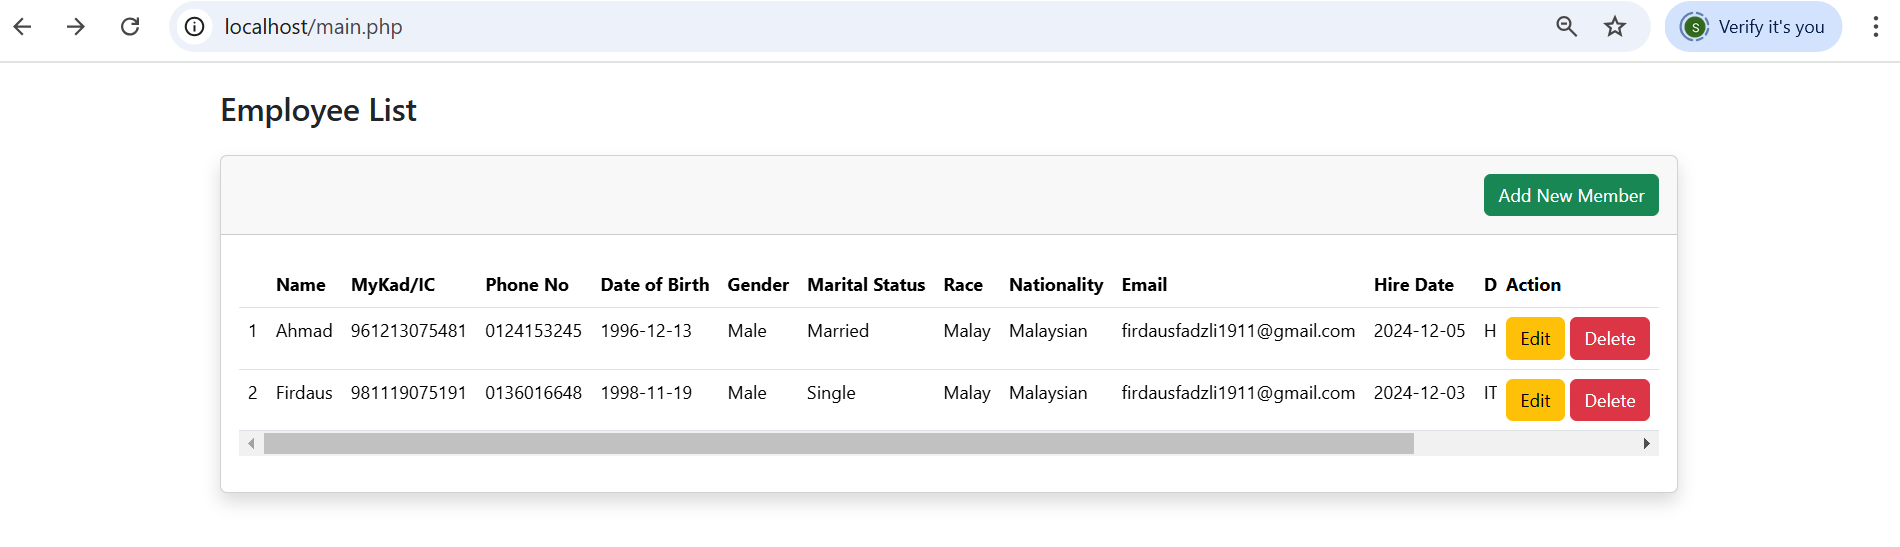 localhost/main.php
S Verify it's you
Employee List
Add New Member
Name MyKad/IC Phone No Date of Birth Gender Marital Status Race Nationality Email Hire Date D Action
1 Ahmad 961213075481 0124153245 1996-12-13 Male Married Malay Malaysian firdausfadzli1911@gmail.com 2024-12-05 H Edit Delete
2 Firdaus 981119075191 0136016648 1998-11-19 Male Single Malay Malaysian firdausfadzli1911@gmail.com 2024-12-03 IT Edit Delete